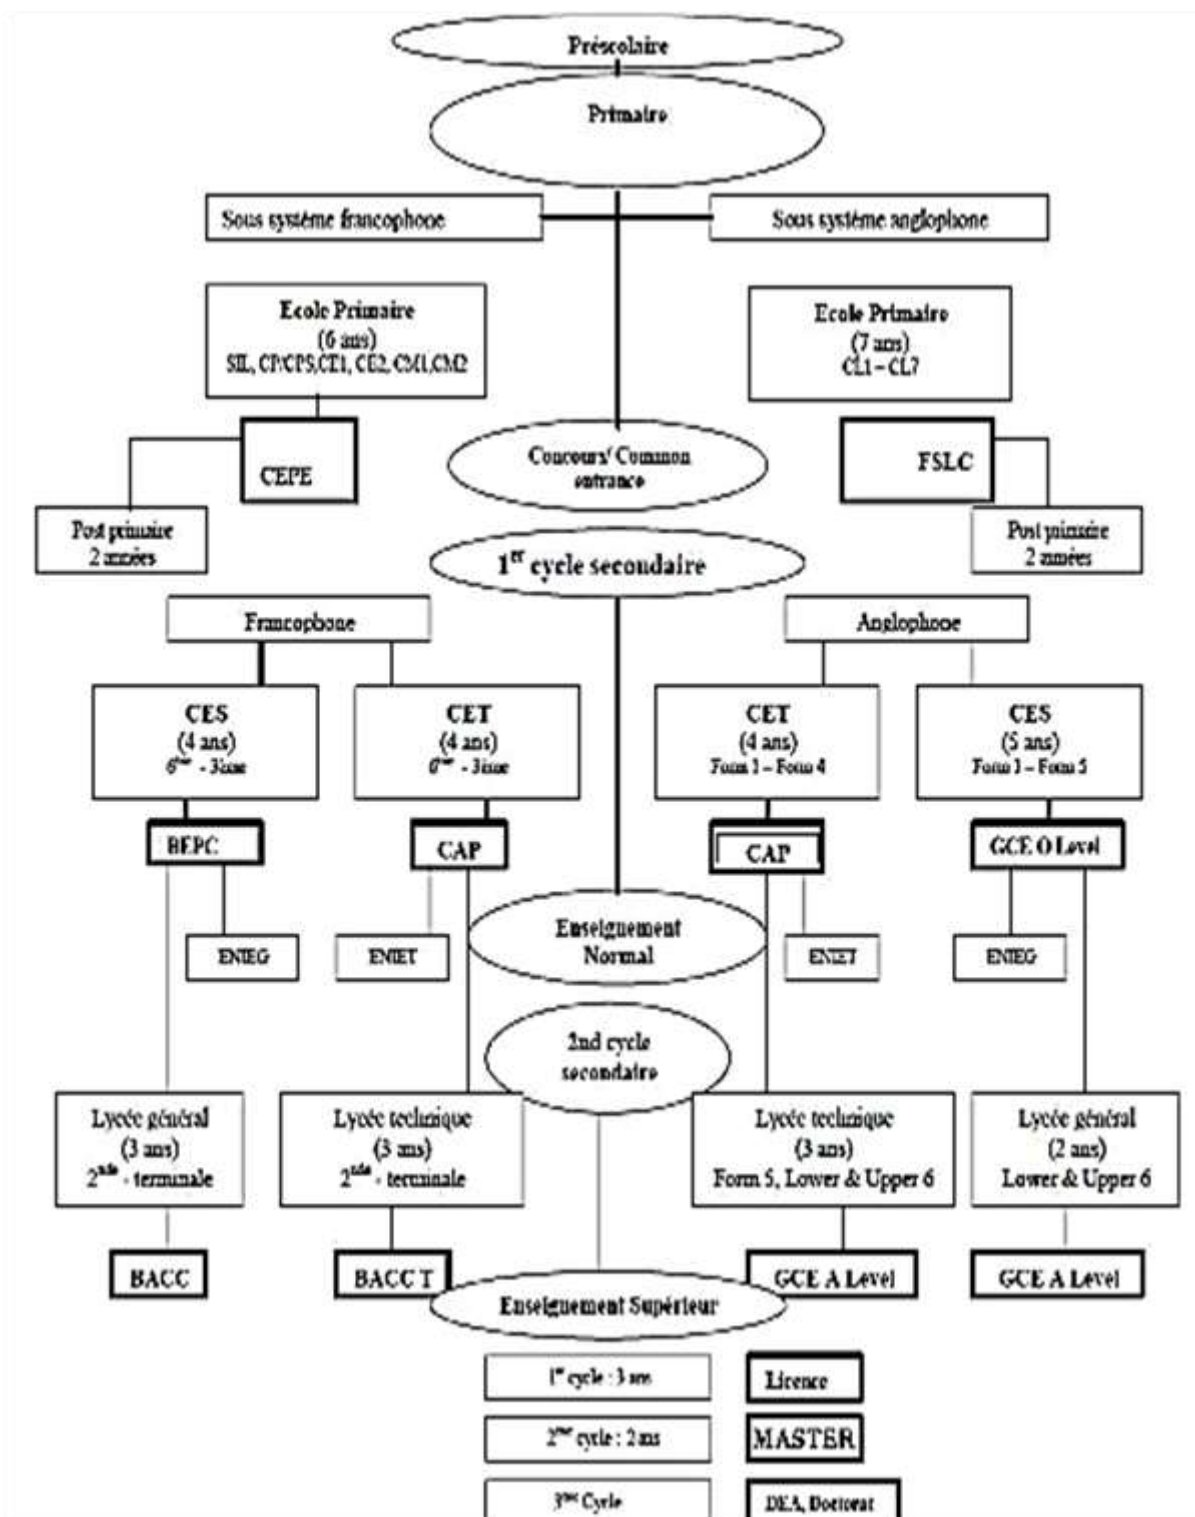 Préscolaire
Primaire
Sous système francophone
Sous système anglophone
Ecole Primaire
(6 ans)
SIL, CP/CPS,CE1, CE2, CM1,CM2
Ecole Primaire
(7 ans)
CL1 – CL7
CEPE
Concours/ Common
entrance
FSLC
Post primaire
2 années
Post primaire
2 années
1er cycle secondaire
Francophone
Anglophone
CES
(4 ans)
6ème - 3ième
CET
(4 ans)
6ème - 3ième
CET
(4 ans)
Form 1 – Form 4
CES
(5 ans)
Form 1 – Form 5
BEPC
CAP
CAP
GCE O Level
Enseignement
Normal
ENIEG
ENIET
ENIET
ENIEG
2nd cycle
secondaire
Lycée général
(3 ans)
2nde - terminale
Lycée technique
(3 ans)
2nde - terminale
Lycée technique
(3 ans)
Form 5, Lower & Upper 6
Lycée général
(2 ans)
Lower & Upper 6
BACC
BACC T
GCE A Level
GCE A Level
Enseignement Supérieur
1er cycle : 3 ans
Licence
2ème cycle : 2 ans
MASTER
3ème Cycle
DEA, Doctorat